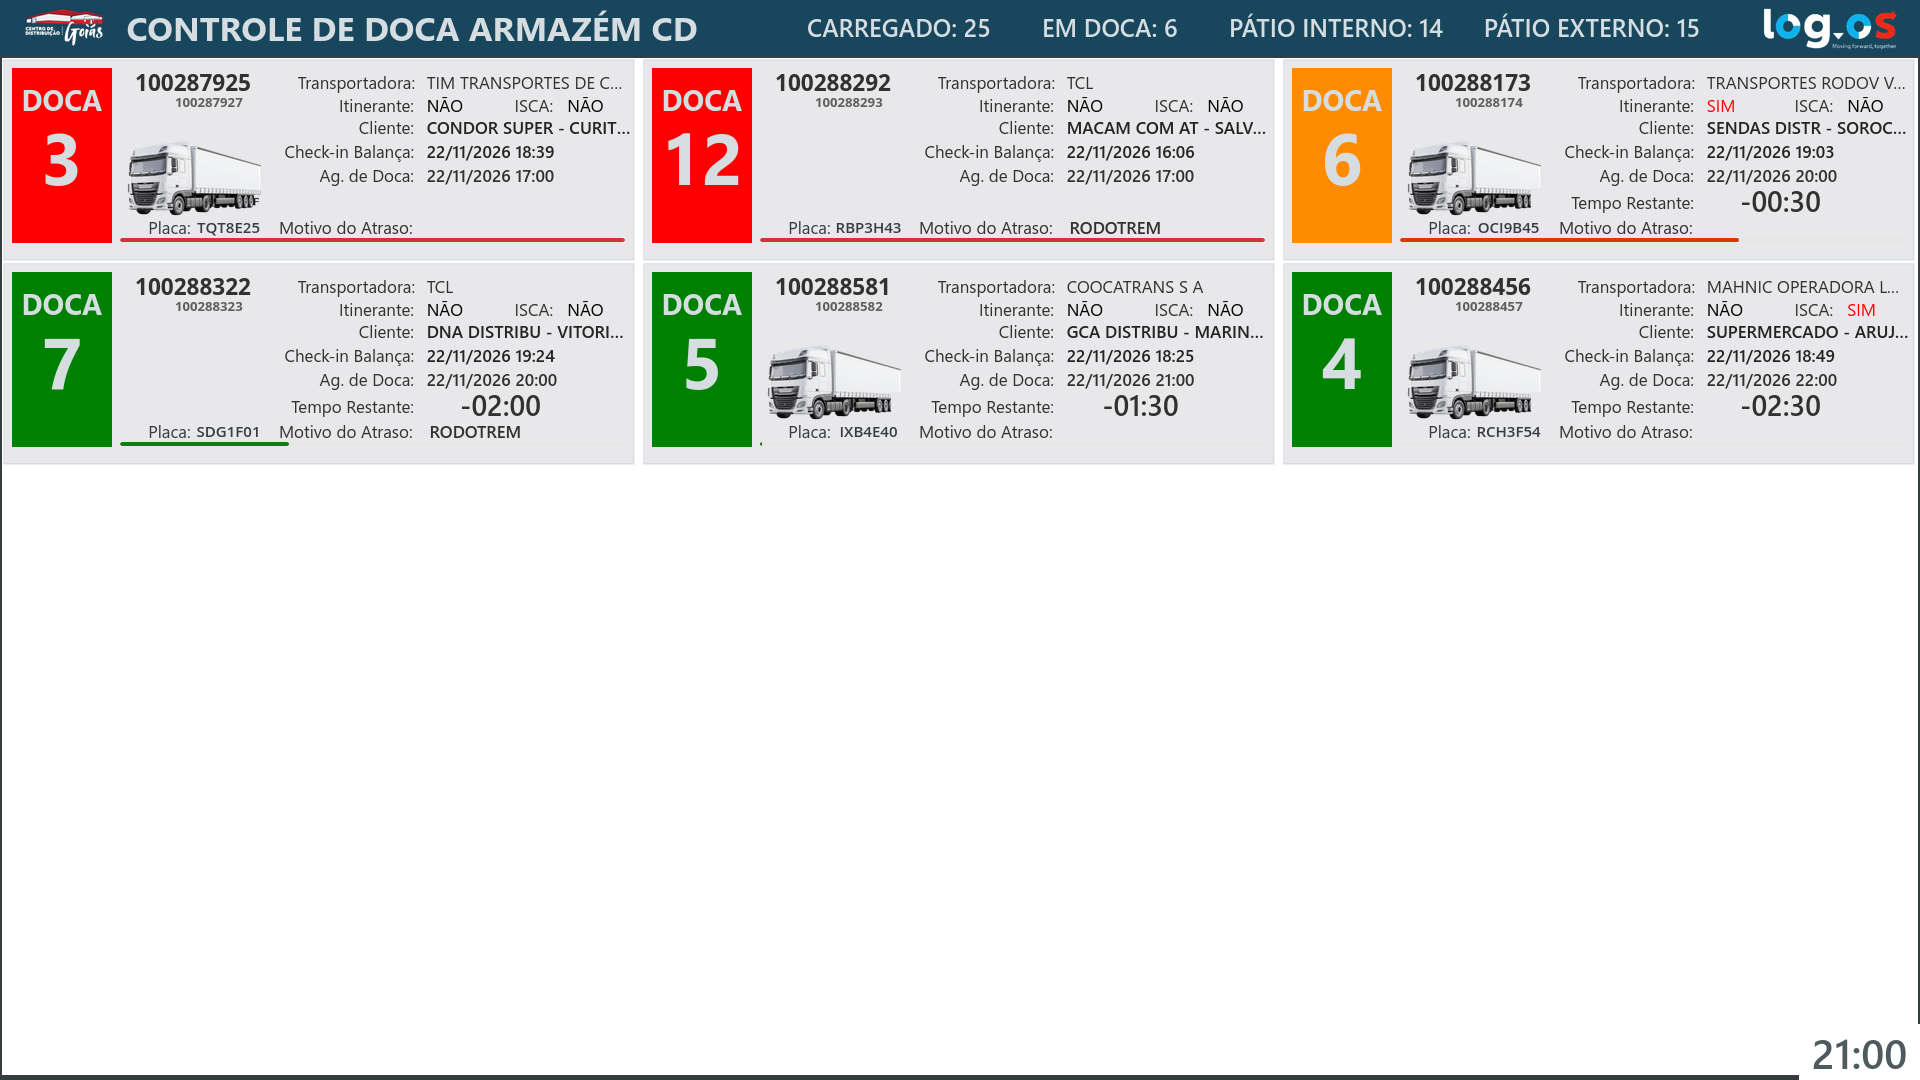 CENTRO DE DISTRIBUIÇÃO Goiás
CONTROLE DE DOCA ARMAZÉM CD
CARREGADO: 25 EM DOCA: 6 PÁTIO INTERNO: 14 PÁTIO EXTERNO: 15
log.os
Moving forward, together
DOCA
3
100287925
100287927
Transportadora: TIM TRANSPORTES DE C...
Itinerante: NÃO ISCA: NÃO
Cliente: CONDOR SUPER - CURIT...
Check-in Balança: 22/11/2026 18:39
Ag. de Doca: 22/11/2026 17:00
Placa: TQT8E25 Motivo do Atraso:
DOCA
12
100288292
100288293
Transportadora: TCL
Itinerante: NÃO ISCA: NÃO
Cliente: MACAM COM AT - SALV...
Check-in Balança: 22/11/2026 16:06
Ag. de Doca: 22/11/2026 17:00
Placa: RBP3H43 Motivo do Atraso: RODOTREM
DOCA
6
100288173
100288174
Transportadora: TRANSPORTES RODOV V...
Itinerante: SIM ISCA: NÃO
Cliente: SENDAS DISTR - SOROC...
Check-in Balança: 22/11/2026 19:03
Ag. de Doca: 22/11/2026 20:00
Tempo Restante: -00:30
Placa: OCI9B45 Motivo do Atraso:
DOCA
7
100288322
100288323
Transportadora: TCL
Itinerante: NÃO ISCA: NÃO
Cliente: DNA DISTRIBU - VITORI...
Check-in Balança: 22/11/2026 19:24
Ag. de Doca: 22/11/2026 20:00
Tempo Restante: -02:00
Placa: SDG1F01 Motivo do Atraso: RODOTREM
DOCA
5
100288581
100288582
Transportadora: COOCATRANS S A
Itinerante: NÃO ISCA: NÃO
Cliente: GCA DISTRIBU - MARIN...
Check-in Balança: 22/11/2026 18:25
Ag. de Doca: 22/11/2026 21:00
Tempo Restante: -01:30
Placa: IXB4E40 Motivo do Atraso:
DOCA
4
100288456
100288457
Transportadora: MAHNIC OPERADORA L...
Itinerante: NÃO ISCA: SIM
Cliente: SUPERMERCADO - ARUJ...
Check-in Balança: 22/11/2026 18:49
Ag. de Doca: 22/11/2026 22:00
Tempo Restante: -02:30
Placa: RCH3F54 Motivo do Atraso:
21:00